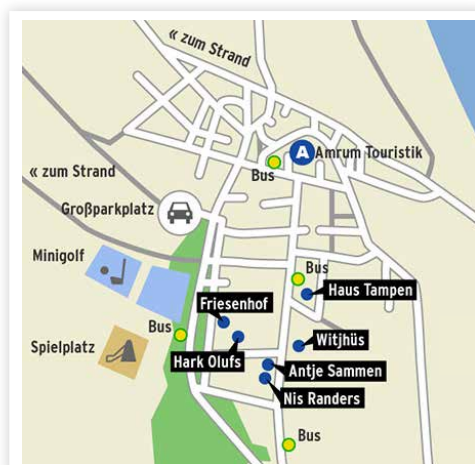 « zum Strand
A
Amrum Touristik
Bus
« zum Strand
Großparkplatz
Minigolf
Bus
Haus Tampen
Friesenhof
Bus
Witjhüs
Spielplatz
Hark Olufs
Antje Sammen
Nis Randers
Bus